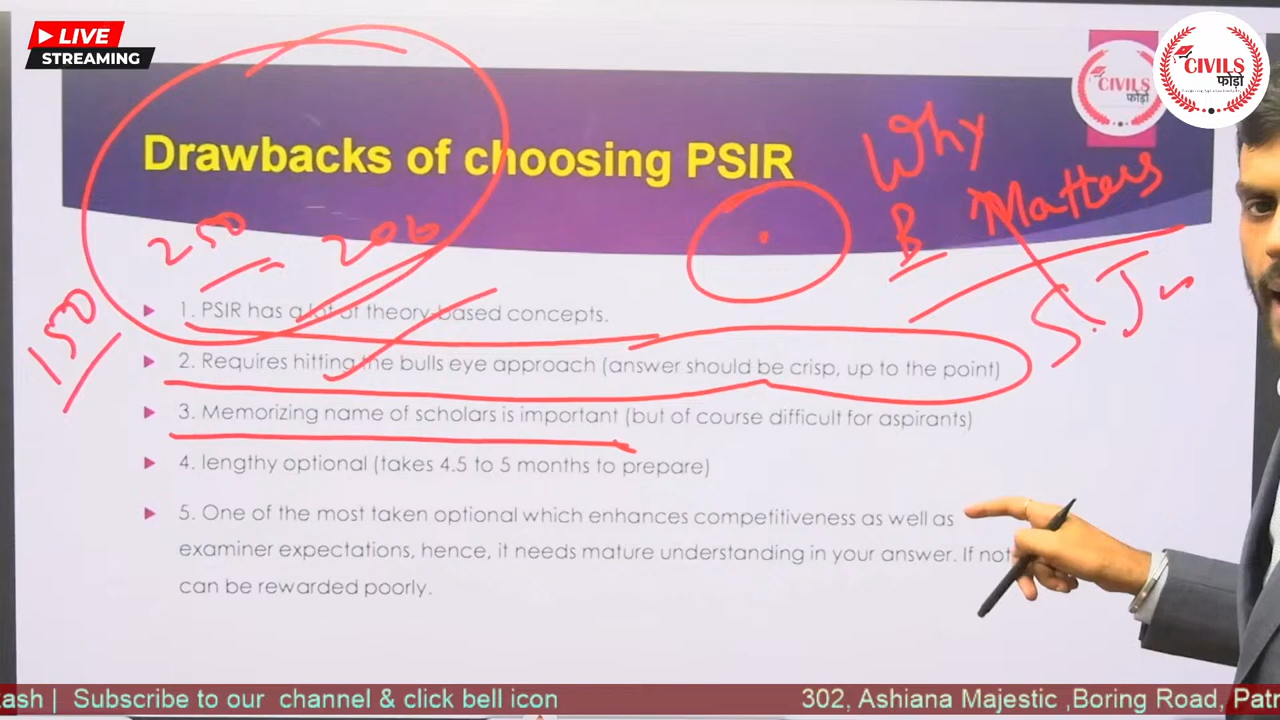 LIVE
STREAMING
CIVILS
फोड़ो
CIVILS
फोड़ो
Drawbacks of choosing PSIR
Why
B Matters
S.J
250 200
150
1. PSIR has a lot of theory-based concepts.
2. Requires hitting the bulls eye approach (answer should be crisp, up to the point)
3. Memorizing name of scholars is important (but of course difficult for aspirants)
4. lengthy optional (takes 4.5 to 5 months to prepare)
5. One of the most taken optional which enhances competitiveness as well as
examiner expectations, hence, it needs mature understanding in your answer. If not
can be rewarded poorly.
kash | Subscribe to our channel & click bell icon
302, Ashiana Majestic ,Boring Road, Patn